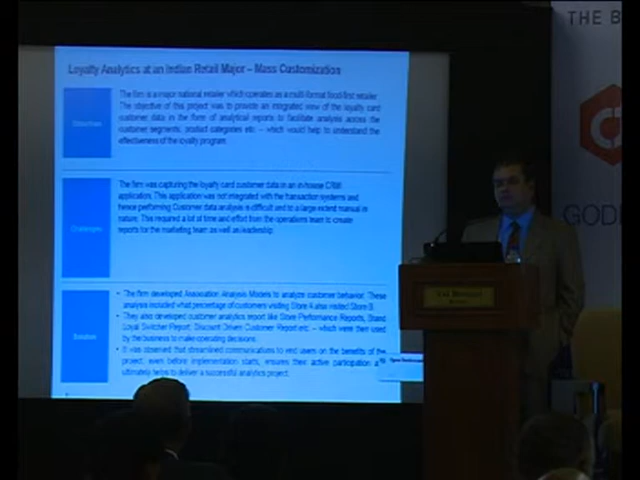 THE B
Loyalty Analytics at an Indian Retail Major – Mass Customization
Objectives
The firm is a major national retailer which operates as a multi-format food-first retailer.
The objective of this project was to provide an integrated view of the loyalty card
customer data in the form of analytical reports to facilitate analysis across the
customer segments, product categories etc – which would help to understand the
effectiveness of the loyalty program.
Challenges
The firm was capturing the loyalty card customer data in an in-house CRM
application. This application was not integrated with the transaction systems and
hence performing Customer data analysis is difficult and to a large extent manual in
nature. This required a lot of time and effort from the operations team to create
reports for the marketing team as well as leadership.
Solution
• The firm developed Association Analysis Models to analyze customer behavior. These
analysis included what percentage of customers visiting Store A also visited Store B.
• They also developed customer analytics report like Store Performance Reports, Brand
Loyal Switcher Report, Discount Driven Customer Report etc – which were then used
by the business to make operating decisions.
• It was observed that streamlined communications to end users on the benefits of the
project, even before implementation starts, ensures their active participation
ultimately helps to deliver a successful analytics project.
GOD